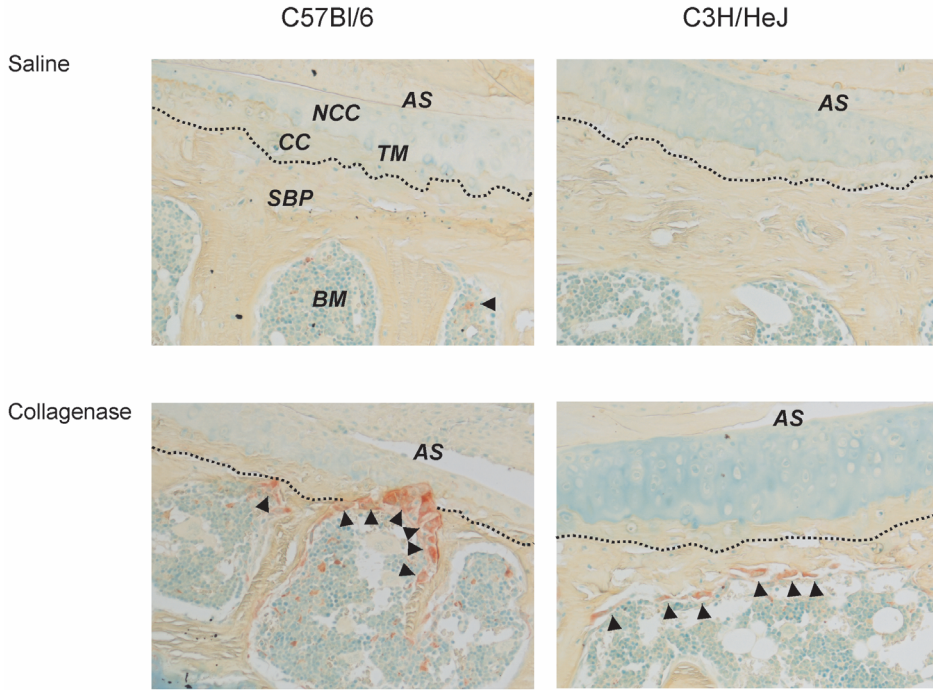 C57Bl/6
C3H/HeJ
Saline
AS
NCC
CC
TM
SBP
BM
AS
Collagenase
AS
AS